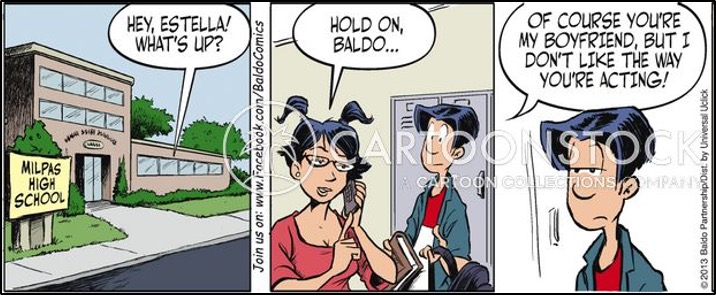 HEY, ESTELLA!
WHAT'S UP?
MILPAS
HIGH
SCHOOL
Join us on: www.Facebook.com/BaldoComics
HOLD ON,
BALDO...
OF COURSE YOU'RE
MY BOYFRIEND, BUT I
DON'T LIKE THE WAY
YOU'RE ACTING!
CARTOONSTOCK
CARTOON COLLECTIONS COMPANY
© 2013 Baldo Partnership/Dist. by Universal Uclick